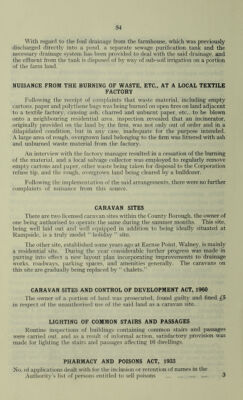 84
With regard to the foul drainage from the farmhouse, which was previously
discharged directly into a pond, a separate sewage purification tank and the
necessary drainage system has been provided to deal with the said drainage, and
the effluent from the tank is disposed of by way of sub-soil irrigation on a portion
of the farm land.
NUISANCE FROM THE BURNING OF WASTE, ETC., AT A LOCAL TEXTILE
FACTORY
Following the receipt of complaints that waste material, including empty
cartons, paper and polythene bags was being burned on open fires on land adjacent
to a textile factory, causing ash, charred and unburnt paper, etc., to be blown
onto a neighbouring residential area, inspection revealed that an incinerator,
originally provided on the land by the firm, was not only out of order and in a
dilapidated condition, but in any case, inadequate for the purpose intended.
A large area of rough, overgrown land belonging to the firm was littered with ash
and unburned waste material from the factory.
An interview with the factory manager resulted in a cessation of the burning
of the material, and a local salvage collector was employed to regularly remove
empty cartons and paper, other waste being taken for disposal to the Corporation
refuse tip, and the rough, overgrown land being cleared by a bulldozer.
Following the implementation of the said arrangements, there were no further
complaints of nuisance from this source.
CARAVAN SITES
There are two licensed caravan sites within the County Borough, the owner of
one being authorised to operate the same during the summer months. This site,
being well laid out and well equipped in addition to being ideally situated at
Rampside, is a truly model " holiday " site.
The other site, established some years ago at Earnse Point, Walney, is mainly
a residential site. During the year considerable further progress was made in
putting into effect a new layout plan incorporating improvements to drainage
works, roadways, parking spaces, and amenities generally. The caravans on
this site are gradually being replaced by " chalets."
CARAVAN SITES AND CONTROL OF DEVELOPMENT ACT, 1960
The owner of a portion of land was prosecuted, found guilty and fined £5
in respect of the unauthorised use of the said land as a caravan site.
LIGHTING OF COMMON STAIRS AND PASSAGES
Routine inspections of buildings containing common stairs and passages
were carried out, and as a result of informal action, satisfactory provision was
made for lighting the stairs and passages affecting 16 dwellings.
PHARMACY AND POISONS ACT, 1933
No. of applications dealt with for the inclusion or retention of names in the
Authority's list of persons entitled to sell poisons 3